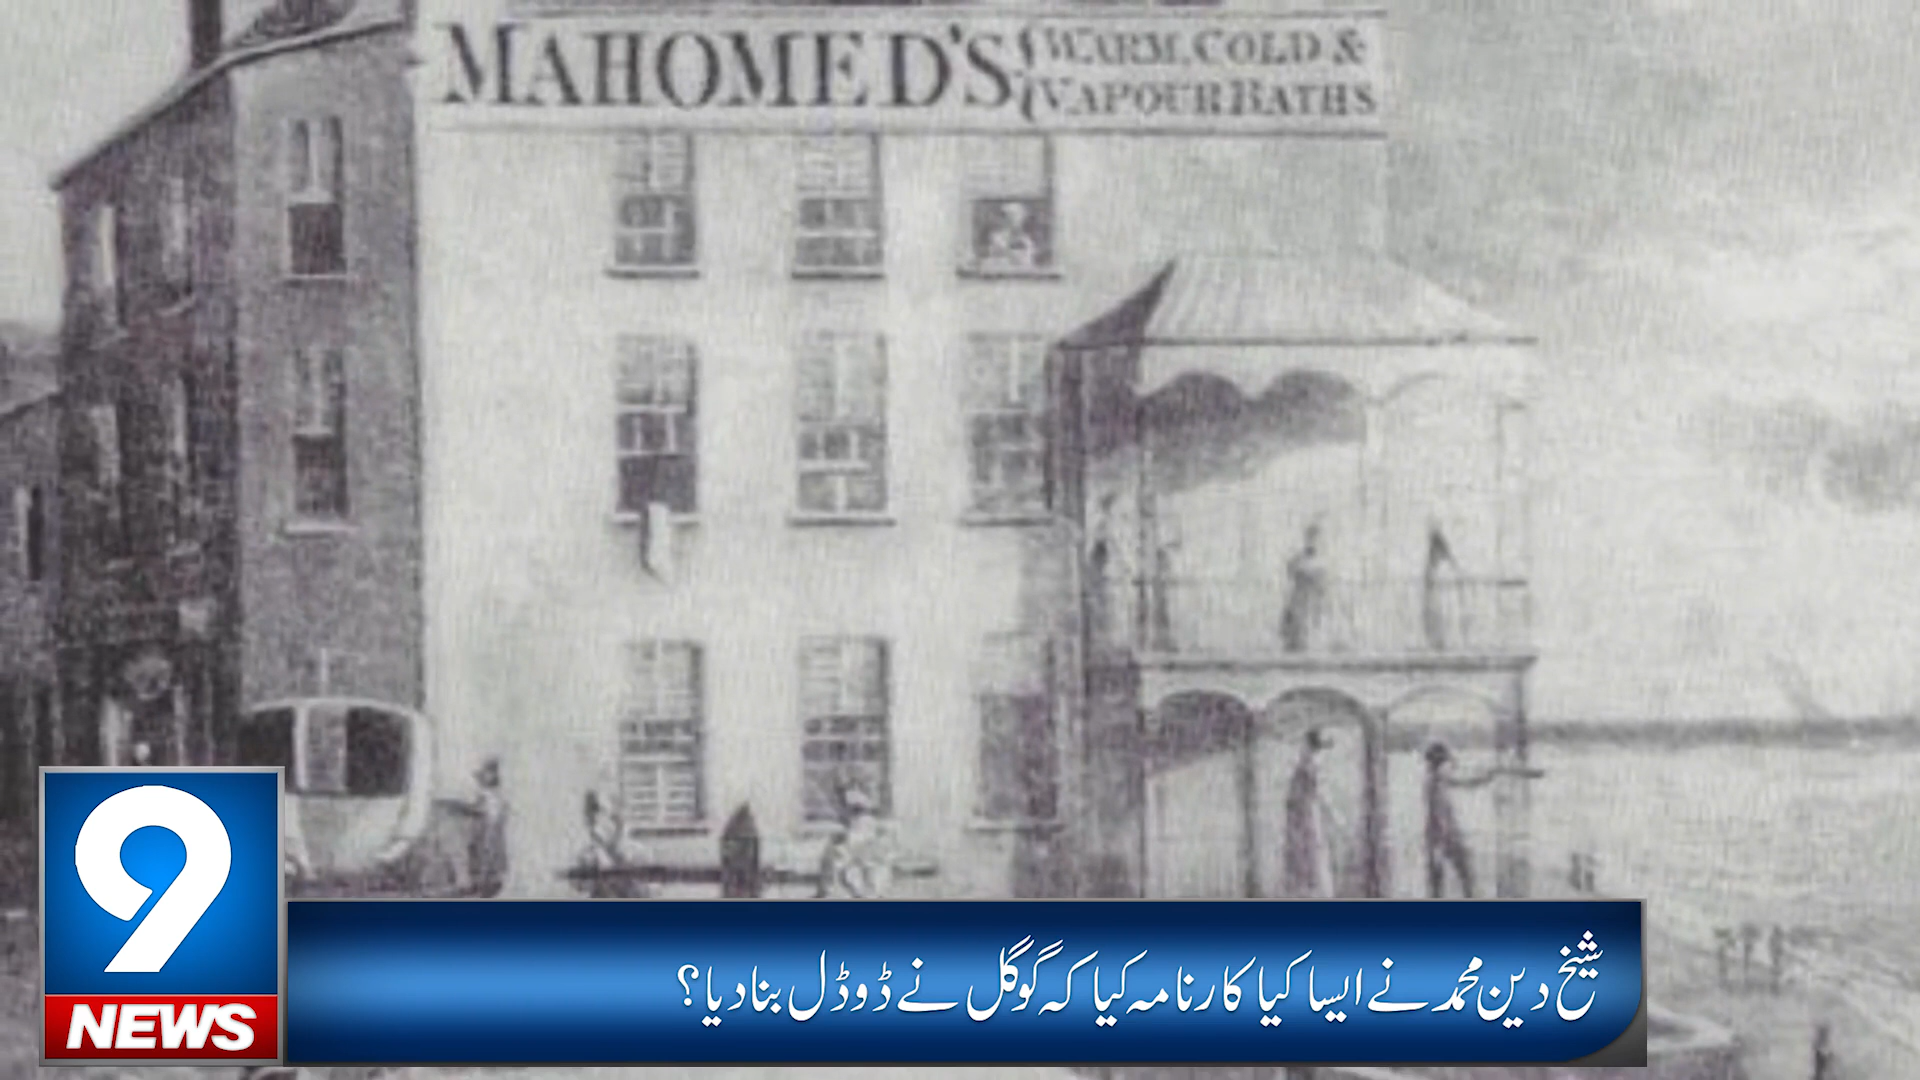 MAHOMED'S
WARM, COLD &
VAPOUR BATHS
9
NEWS
شیخ دین محمد نے ایسا کیا کارنامہ کیا کہ گوگل نے ڈوڈل بنا دیا؟